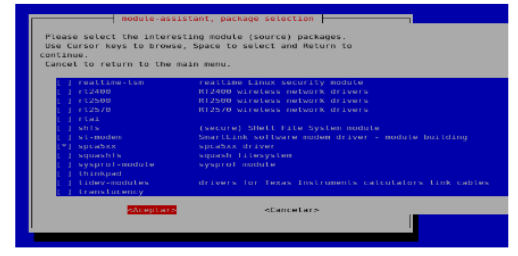 module-assistant, package selection
Please select the interesting module (source) packages.
Use Cursor keys to browse, Space to select and Return to
continue.
Cancel to return to the main menu.
[ ] realtime-lsm realtime Linux security module
[ ] rt2400 RT2400 wireless network drivers
[ ] rt2500 RT2500 wireless network drivers
[ ] rt2570 RT2570 wireless network drivers
[ ] rtai
[ ] shfs (secure) SHell File System module
[ ] sl-modem SmartLink software modem driver - module building
[*] spca5xx spca5xx driver
[ ] squashfs squash filesystem
[ ] sysprof-module sysprof module
[ ] thinkpad
[ ] tidev-modules drivers for Texas Instruments calculators link cables
[ ] translucency
<Aceptar> <Cancelar>